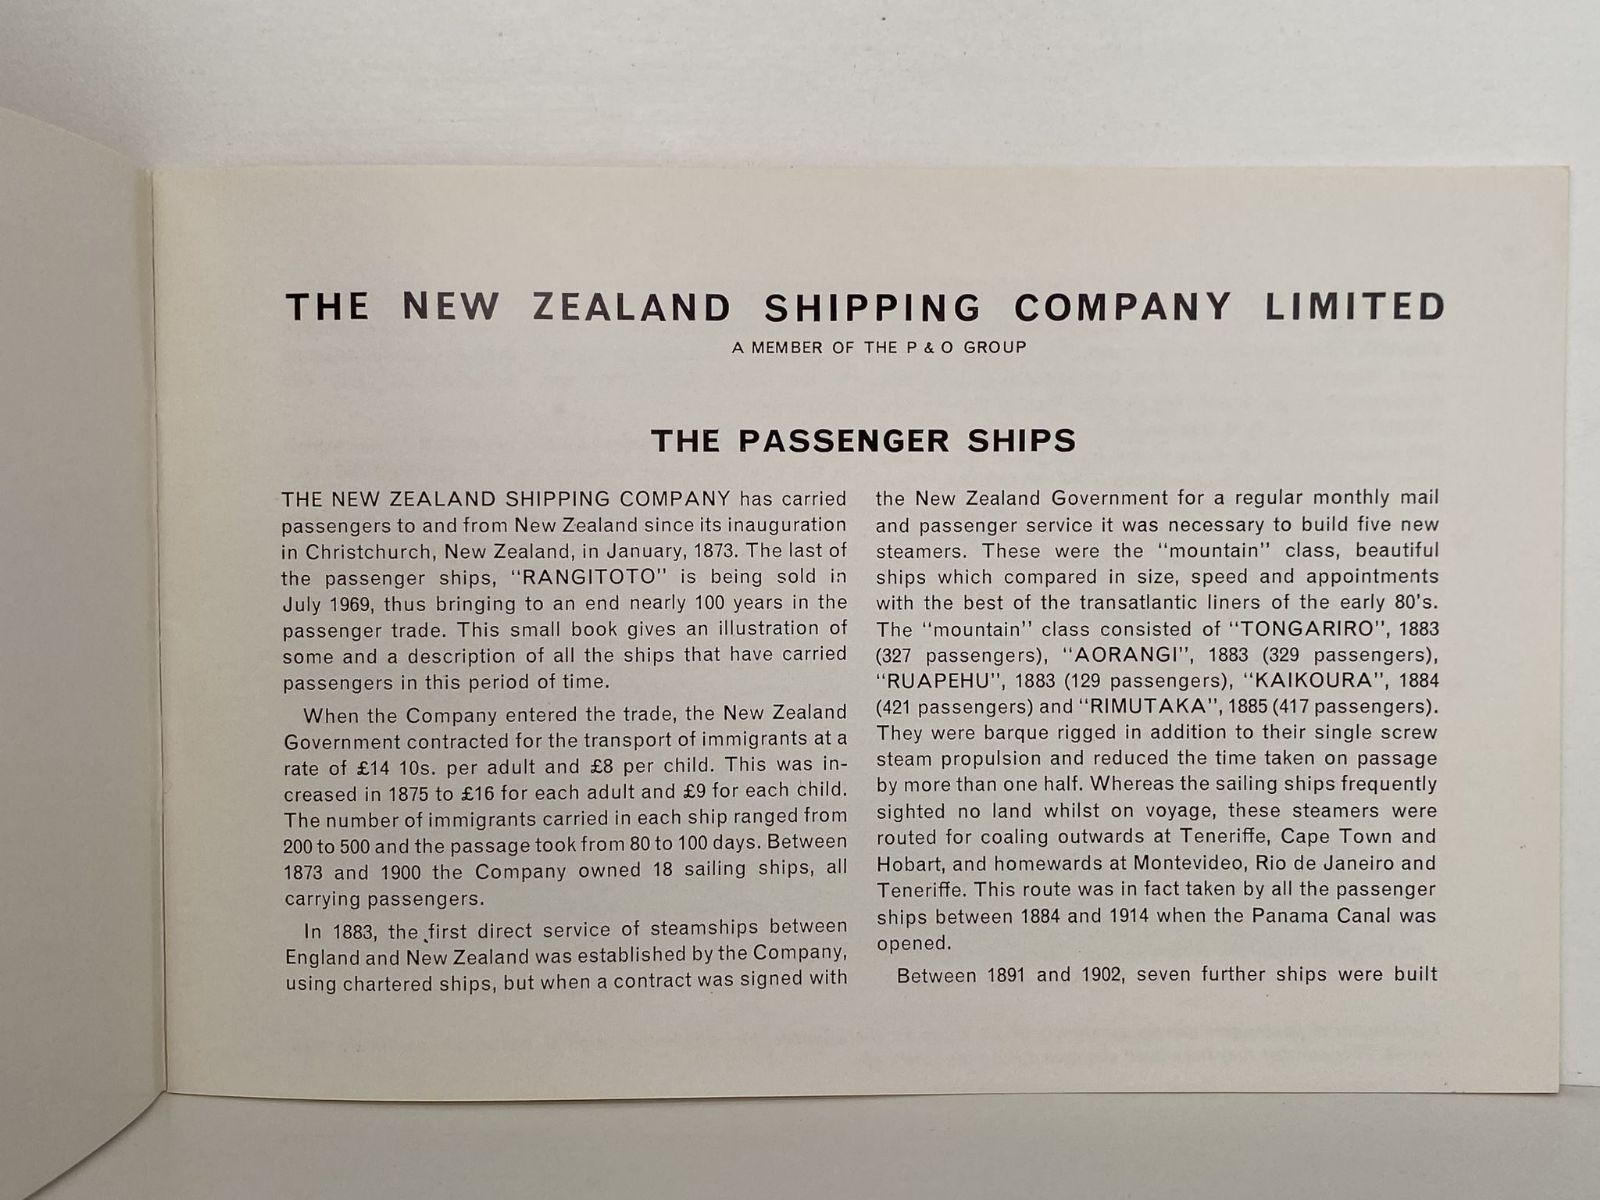 THE NEW ZEALAND SHIPPING COMPANY LIMITED
A MEMBER OF THE P & O GROUP
THE PASSENGER SHIPS
THE NEW ZEALAND SHIPPING COMPANY has carried
passengers to and from New Zealand since its inauguration
in Christchurch, New Zealand, in January, 1873. The last of
the passenger ships, "RANGITOTO" is being sold in
July 1969, thus bringing to an end nearly 100 years in the
passenger trade. This small book gives an illustration of
some and a description of all the ships that have carried
passengers in this period of time.
When the Company entered the trade, the New Zealand
Government contracted for the transport of immigrants at a
rate of £14 10s. per adult and £8 per child. This was in-
creased in 1875 to £16 for each adult and £9 for each child.
The number of immigrants carried in each ship ranged from
200 to 500 and the passage took from 80 to 100 days. Between
1873 and 1900 the Company owned 18 sailing ships, all
carrying passengers.
In 1883, the first direct service of steamships between
England and New Zealand was established by the Company,
using chartered ships, but when a contract was signed with
the New Zealand Government for a regular monthly mail
and passenger service it was necessary to build five new
steamers. These were the "mountain" class, beautiful
ships which compared in size, speed and appointments
with the best of the transatlantic liners of the early 80's.
The "mountain" class consisted of "TONGARIRO", 1883
(327 passengers), "AORANGI", 1883 (329 passengers),
"RUAPEHU", 1883 (129 passengers), "KAIKOURA", 1884
(421 passengers) and "RIMUTAKA", 1885 (417 passengers).
They were barque rigged in addition to their single screw
steam propulsion and reduced the time taken on passage
by more than one half. Whereas the sailing ships frequently
sighted no land whilst on voyage, these steamers were
routed for coaling outwards at Teneriffe, Cape Town and
Hobart, and homewards at Montevideo, Rio de Janeiro and
Teneriffe. This route was in fact taken by all the passenger
ships between 1884 and 1914 when the Panama Canal was
opened.
Between 1891 and 1902, seven further ships were built